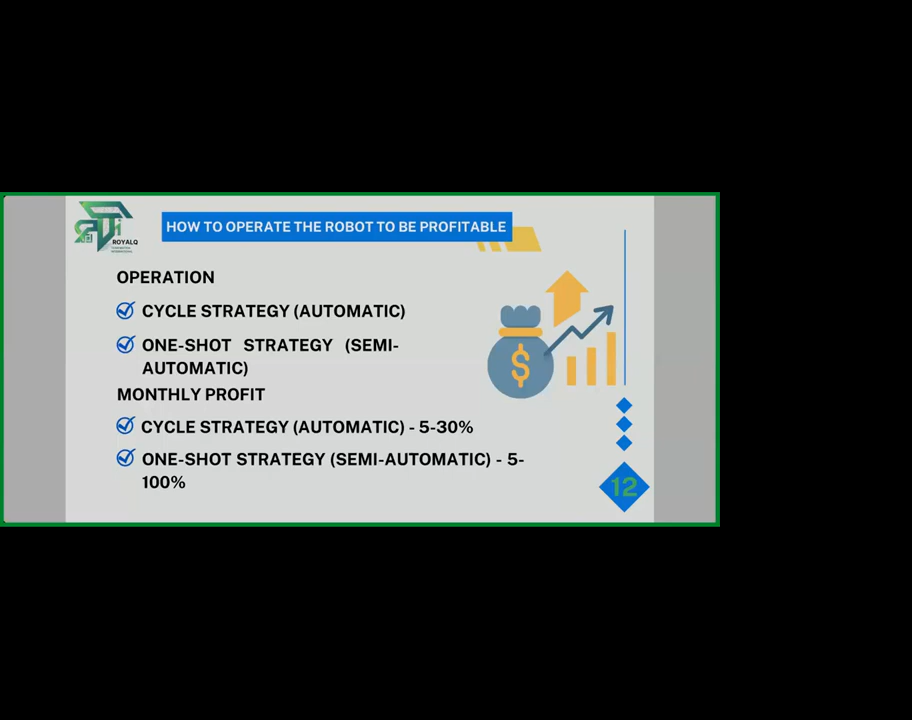 ROYALQ
HOW TO OPERATE THE ROBOT TO BE PROFITABLE
OPERATION
CYCLE STRATEGY (AUTOMATIC)
ONE-SHOT STRATEGY (SEMI-
AUTOMATIC)
MONTHLY PROFIT
CYCLE STRATEGY (AUTOMATIC) - 5-30%
ONE-SHOT STRATEGY (SEMI-AUTOMATIC) - 5-
100%
$
12